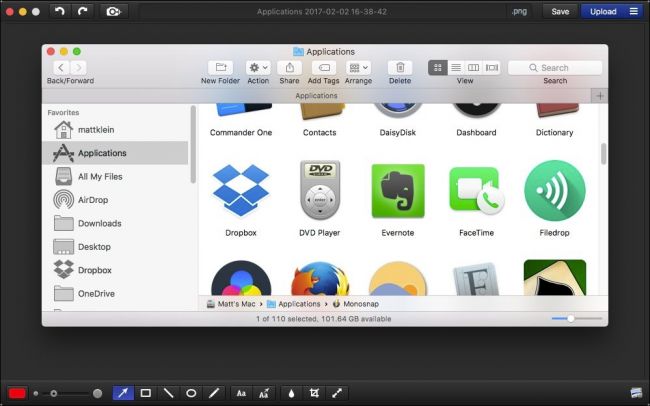 Applications 2017-02-02 16-38-42
.png
Save
Upload
Applications
Back/Forward
New Folder
Action
Share
Add Tags
Arrange
Delete
View
Search
Search
Applications
Favorites
mattklein
Applications
All My Files
AirDrop
Downloads
Desktop
Dropbox
OneDrive
Commander One
Contacts
DaisyDisk
Dashboard
Dictionary
DVD
enter
Dropbox
DVD Player
Evernote
FaceTime
Filedrop
F
Matt's Mac › Applications › Monosnap
1 of 110 selected, 101.64 GB available
Aa
Aa